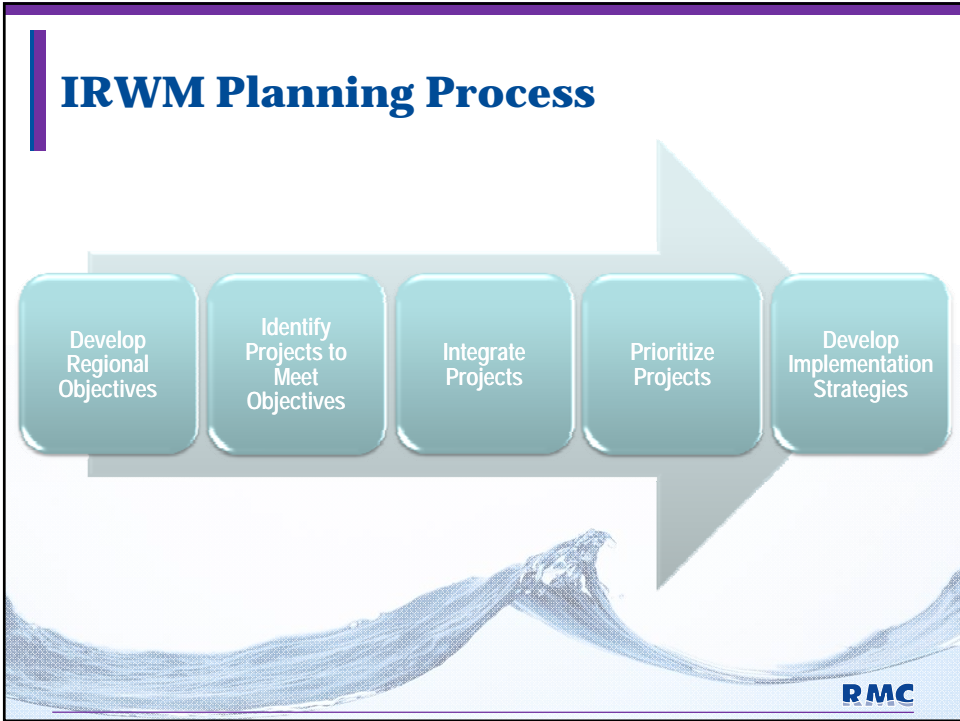 IRWM Planning Process
Develop
Regional
Objectives
Identify
Projects to
Meet
Objectives
Integrate
Projects
Prioritize
Projects
Develop
Implementation
Strategies
RMC